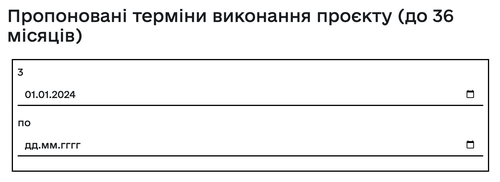 Пропоновані терміни виконання проєкту (до 36
місяців)
З
01.01.2024
по
дд.мм.гггг